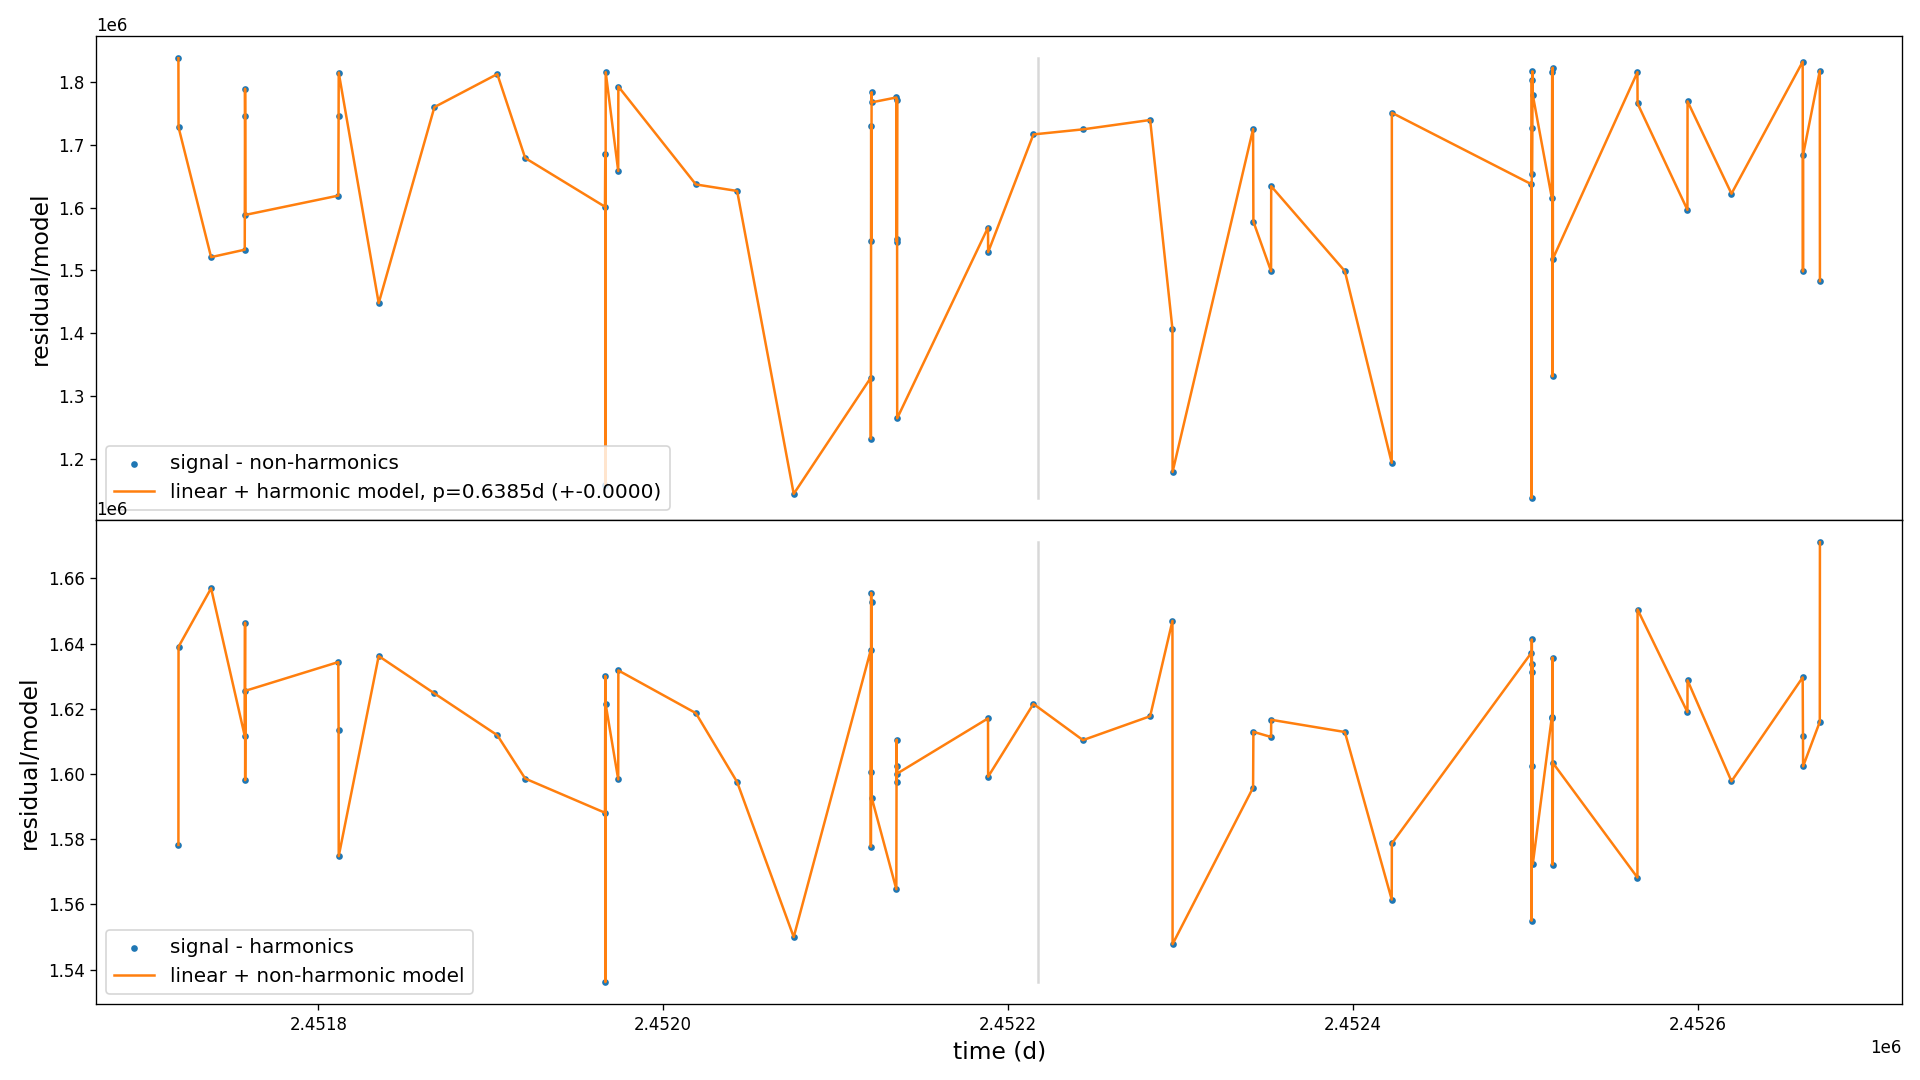 1e6
1.8
1.7
1.6
1.5
1.4
1.3
1.2
residual/model
signal - non-harmonics
linear + harmonic model, p=0.6385d (+-0.0000)
1e6
1.66
1.64
1.62
1.60
1.58
1.56
1.54
residual/model
signal - harmonics
linear + non-harmonic model
2.4518 2.4520 2.4522 2.4524 2.4526
time (d)
1e6